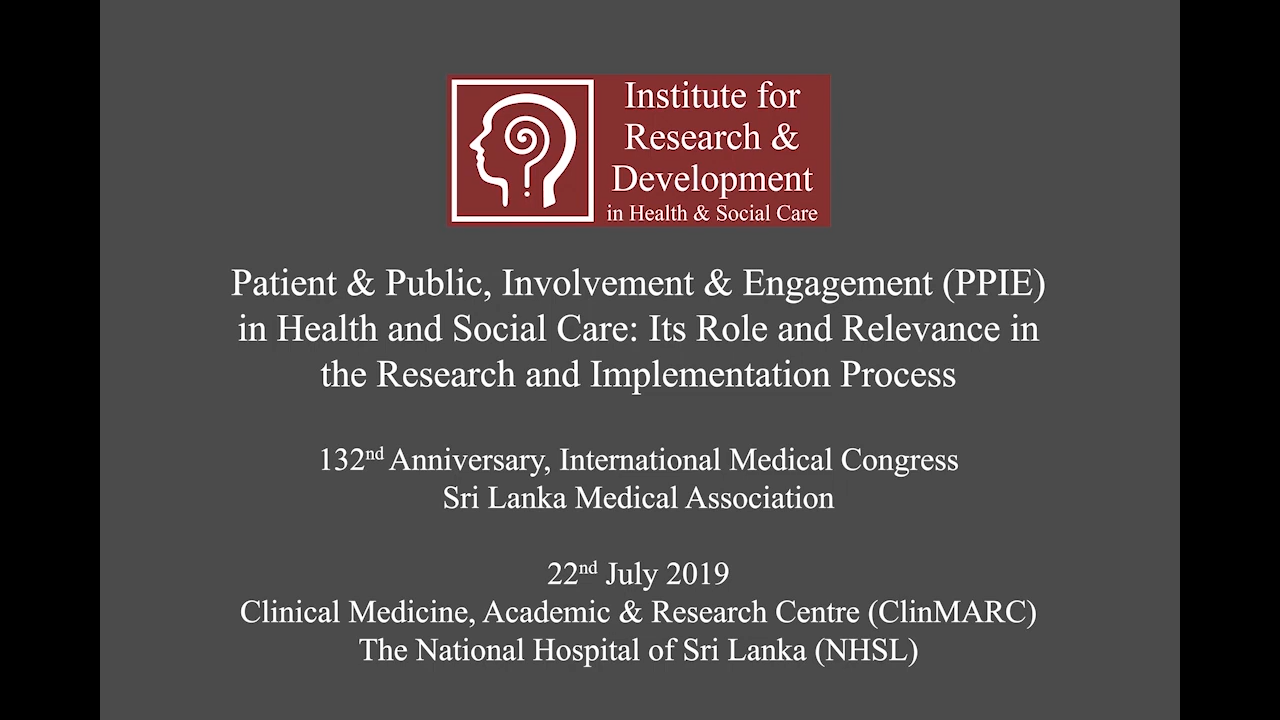 Institute for
Research &
Development
in Health & Social Care
Patient & Public, Involvement & Engagement (PPIE)
in Health and Social Care: Its Role and Relevance in
the Research and Implementation Process
132nd Anniversary, International Medical Congress
Sri Lanka Medical Association
22nd July 2019
Clinical Medicine, Academic & Research Centre (ClinMARC)
The National Hospital of Sri Lanka (NHSL)